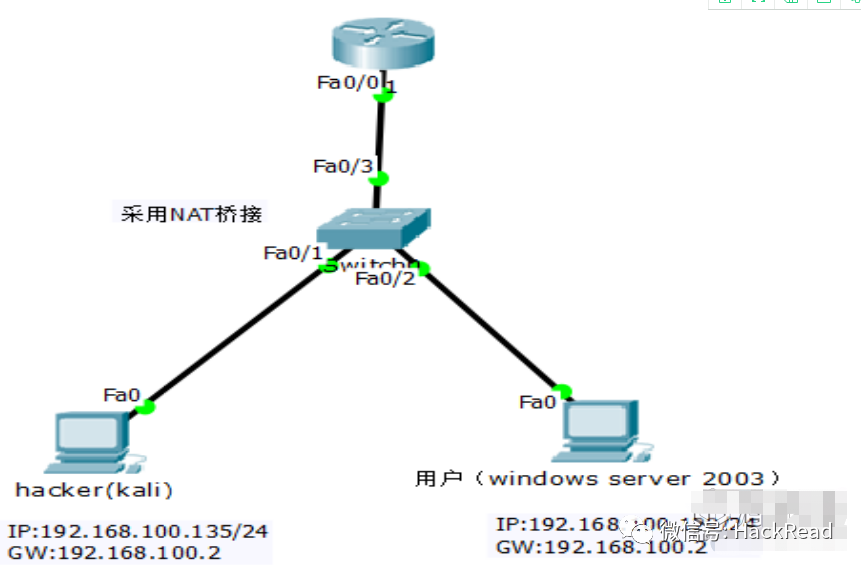 Fa0/0
1
Fa0/3
采用NAT桥接
Fa0/1
Fa0/2
Fa0
Fa0
hacker(kali)
用户（windows server 2003）
IP:192.168.100.135/24
GW:192.168.100.2
IP:192.168.100
GW:192.168.100.2
微信号: HackRead